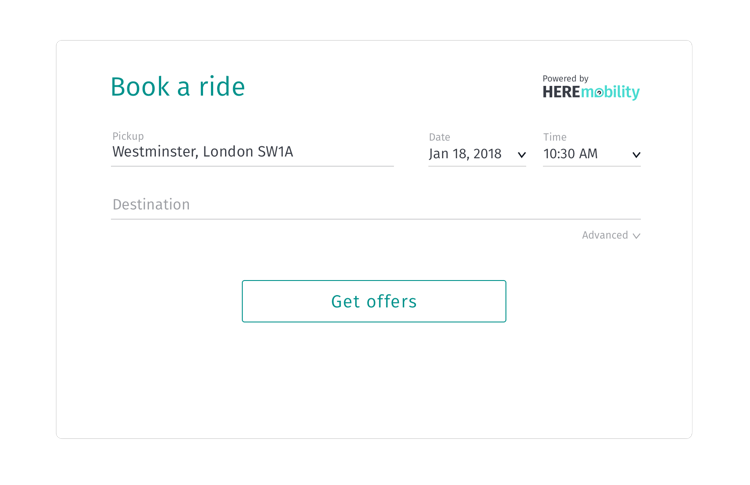 Book a ride
Powered by
HEREmobility
Pickup
Westminster, London SW1A
Date
Jan 18, 2018
Time
10:30 AM
Destination
Advanced
Get offers